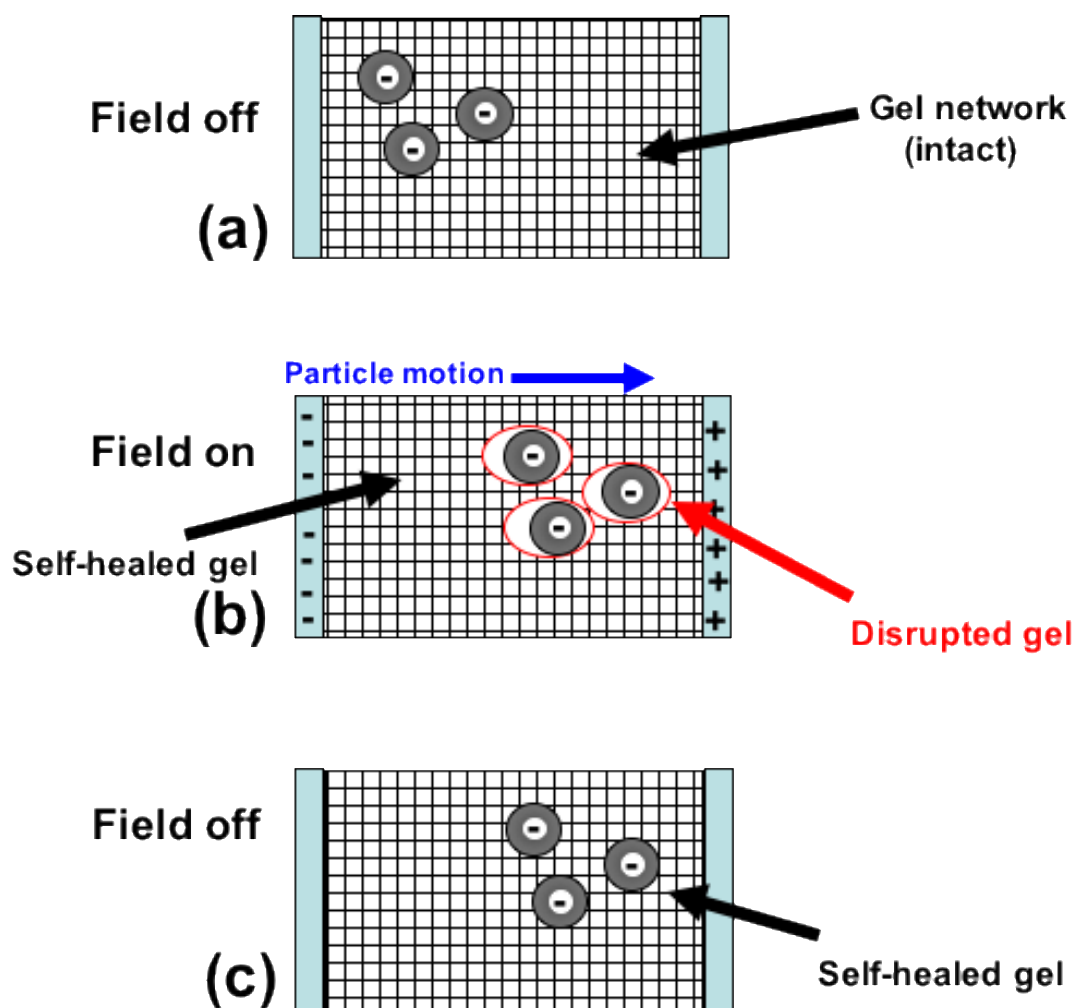 Field off
Gel network
(intact)
(a)
-
-
-
Particle motion
Field on
Self-healed gel
(b)
-
-
-
-
-
-
-
-
-
-
+
+
+
+
+
+
Disrupted gel
Field off
(c)
-
-
-
Self-healed gel